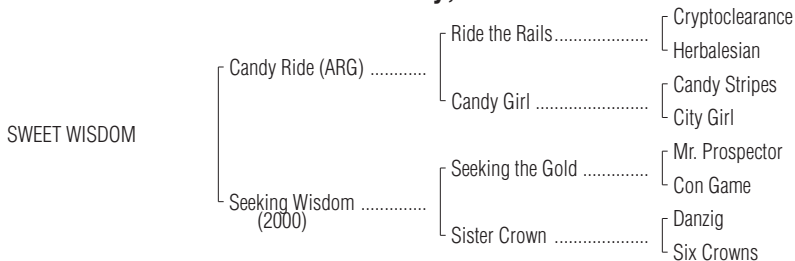 Cryptoclearance
Ride the Rails....................
Herbalesian
Candy Ride (ARG) ............
Candy Stripes
Candy Girl ........................
City Girl
SWEET WISDOM
Mr. Prospector
Seeking the Gold ..............
Con Game
Seeking Wisdom ..............
(2000)
Danzig
Sister Crown ....................
Six Crowns